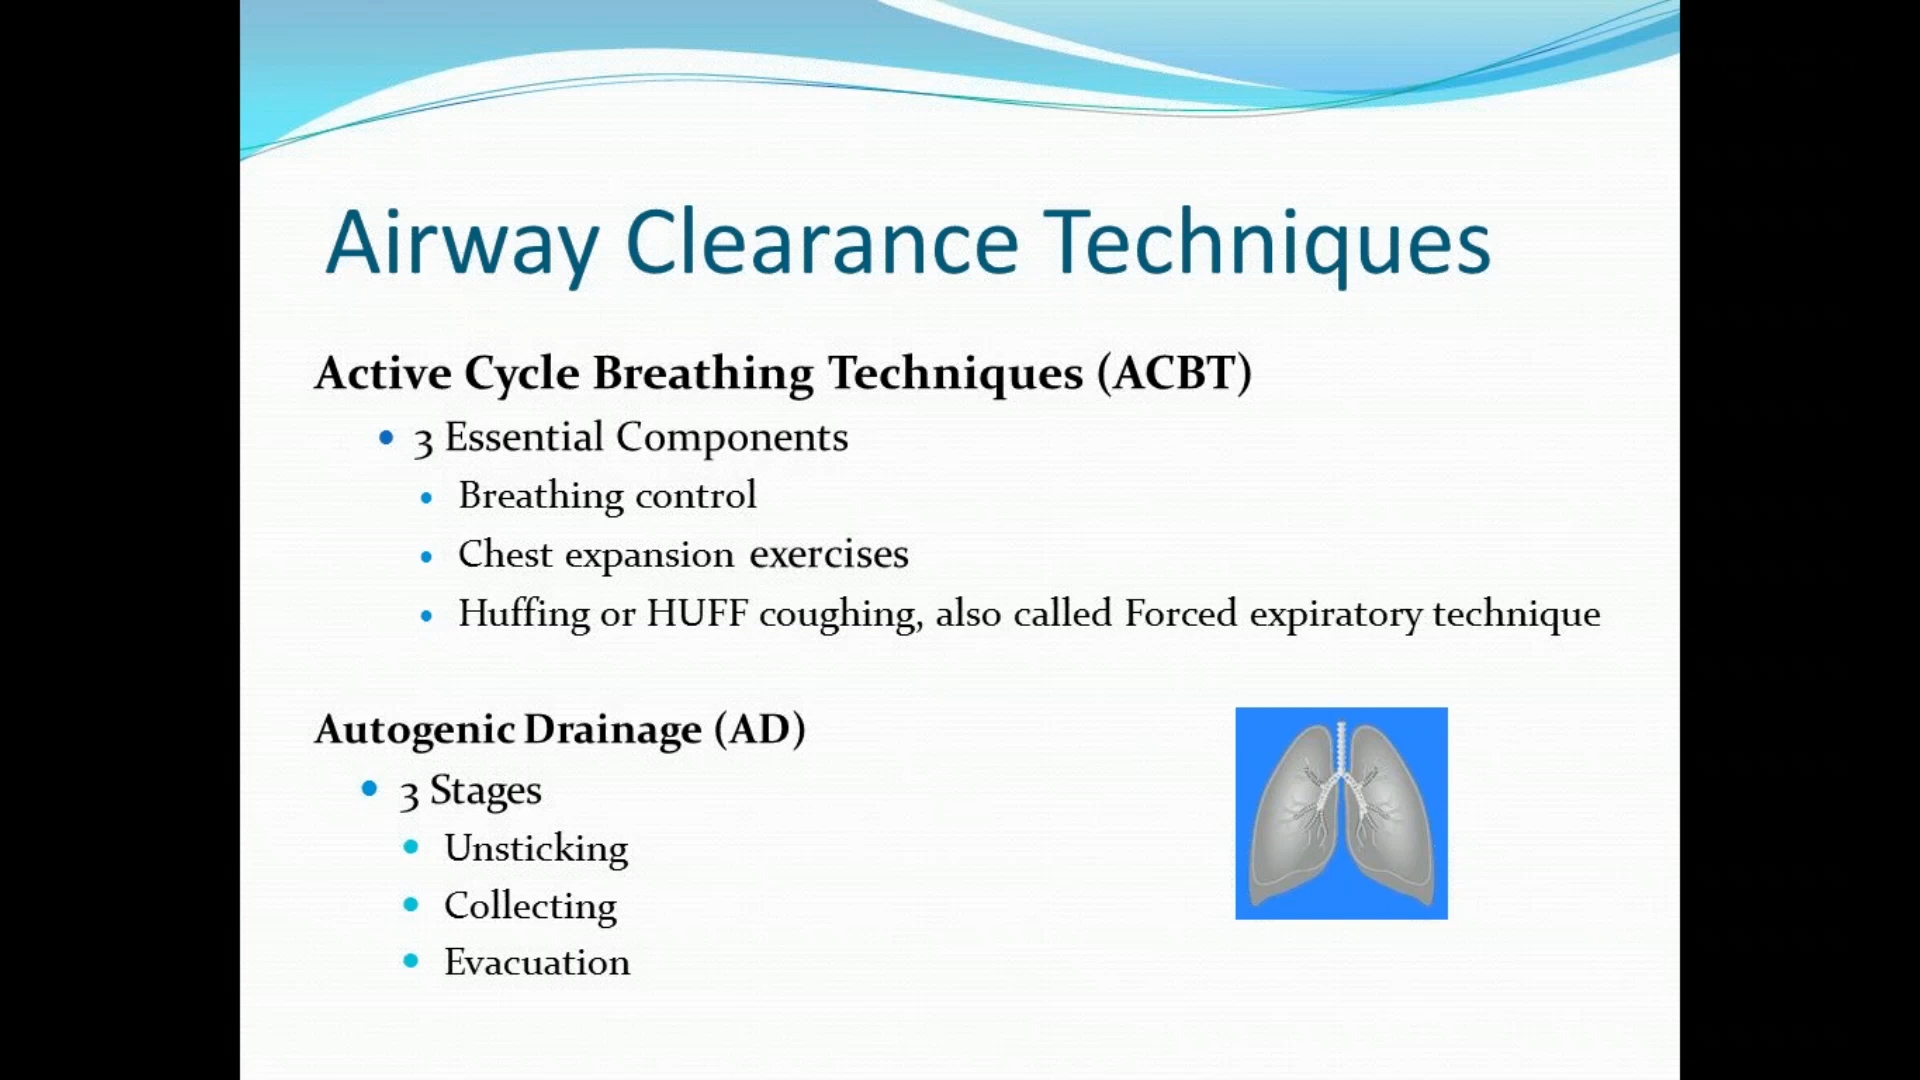 Airway Clearance Techniques
Active Cycle Breathing Techniques (ACBT)
• 3 Essential Components
• Breathing control
• Chest expansion exercises
• Huffing or HUFF coughing, also called Forced expiratory technique
Autogenic Drainage (AD)
• 3 Stages
• Unsticking
• Collecting
• Evacuation